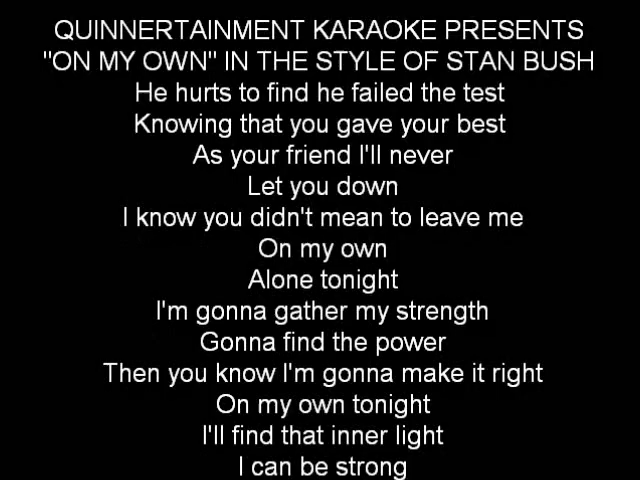 QUINNERTAINMENT KARAOKE PRESENTS
"ON MY OWN" IN THE STYLE OF STAN BUSH
He hurts to find he failed the test
Knowing that you gave your best
As your friend I'll never
Let you down
I know you didn't mean to leave me
On my own
Alone tonight
I'm gonna gather my strength
Gonna find the power
Then you know I'm gonna make it right
On my own tonight
I'll find that inner light
I can be strong